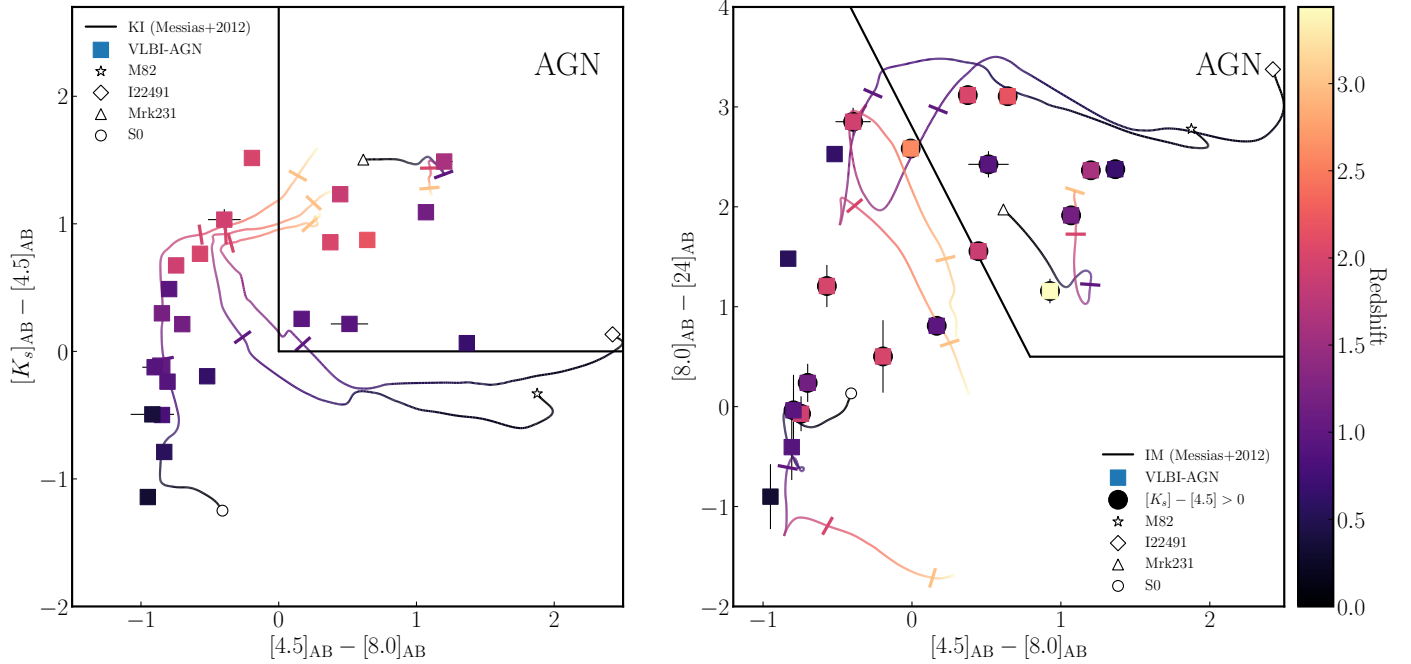 KI (Messias+2012)
VLBI-AGN
M82
I22491
Mrk231
S0
AGN
2
1
0
−1
−2
[K_s]_AB − [4.5]_AB
−1
0
1
2
[4.5]_AB − [8.0]_AB
AGN
4
3
2
1
0
−1
−2
[8.0]_AB − [24]_AB
IM (Messias+2012)
VLBI-AGN
[K_s] − [4.5] > 0
M82
I22491
Mrk231
S0
−1
0
1
2
[4.5]_AB − [8.0]_AB
3.0
2.5
2.0
1.5
1.0
0.5
0.0
Redshift